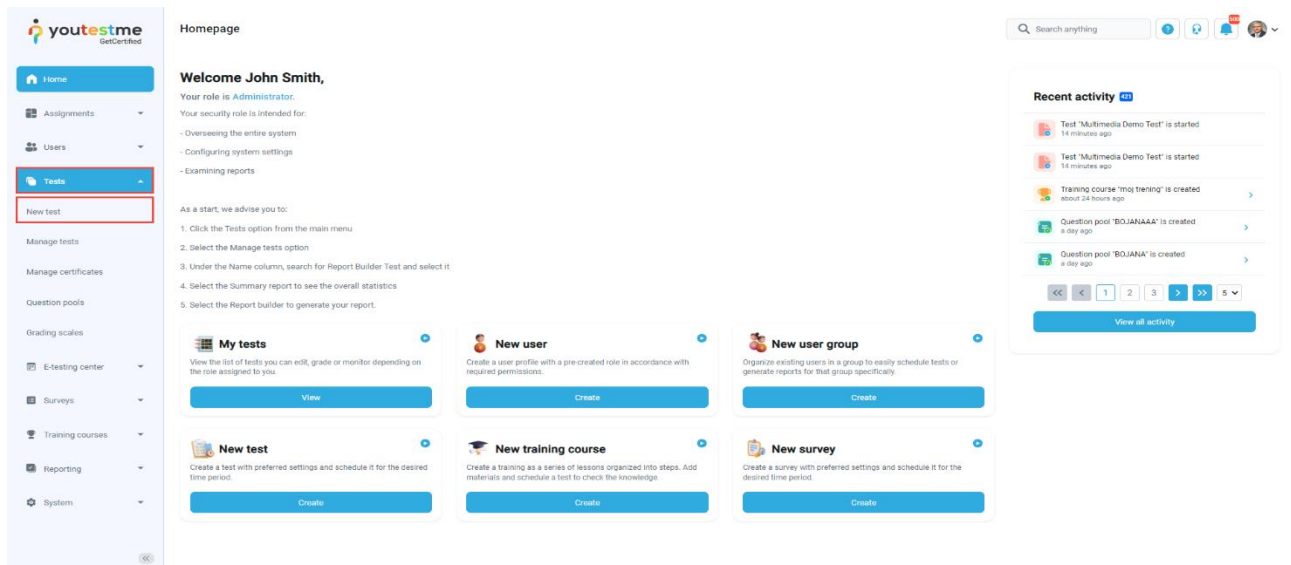 youtestme
GetCertified
Homepage
Search anything
500
Home
Assignments
Users
Tests
New test
Manage tests
Manage certificates
Question pools
Grading scales
E-testing center
Surveys
Training courses
Reporting
System
Welcome John Smith,
Your role is Administrator.
Your security role is intended for:
- Overseeing the entire system
- Configuring system settings
- Examining reports
As a start, we advise you to:
1. Click the Tests option from the main menu
2. Select the Manage tests option
3. Under the Name column, search for Report Builder Test and select it
4. Select the Summary report to see the overall statistics
5. Select the Report builder to generate your report.
My tests
View the list of tests you can edit, grade or monitor depending on
the role assigned to you.
View
New user
Create a user profile with a pre-created role in accordance with
required permissions.
Create
New user group
Organize existing users in a group to easily schedule tests or
generate reports for that group specifically.
Create
New test
Create a test with preferred settings and schedule it for the desired
time period.
Create
New training course
Create a training as a series of lessons organized into steps. Add
materials and schedule a test to check the knowledge.
Create
New survey
Create a survey with preferred settings and schedule it for the
desired time period.
Create
Recent activity 421
Test "Multimedia Demo Test" is started
14 minutes ago
Test "Multimedia Demo Test" is started
14 minutes ago
Training course "moj trening" is created
about 24 hours ago
Question pool "BOJANAAA" is created
a day ago
Question pool "BOJANA" is created
a day ago
<< < 1 2 3 > >> 5
View all activity